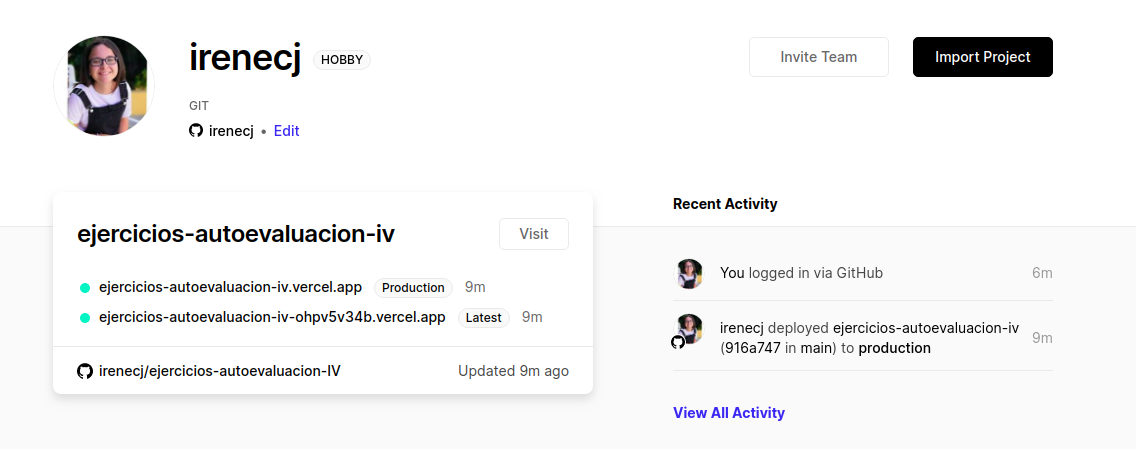 irenecj HOBBY
Invite Team
Import Project
GIT
irenecj • Edit
ejercicios-autoevaluacion-iv
Visit
ejercicios-autoevaluacion-iv.vercel.app Production 9m
ejercicios-autoevaluacion-iv-ohpv5v34b.vercel.app Latest 9m
irenecj/ejercicios-autoevaluacion-IV
Updated 9m ago
Recent Activity
You logged in via GitHub 6m
irenecj deployed ejercicios-autoevaluacion-iv
(916a747 in main) to production 9m
View All Activity